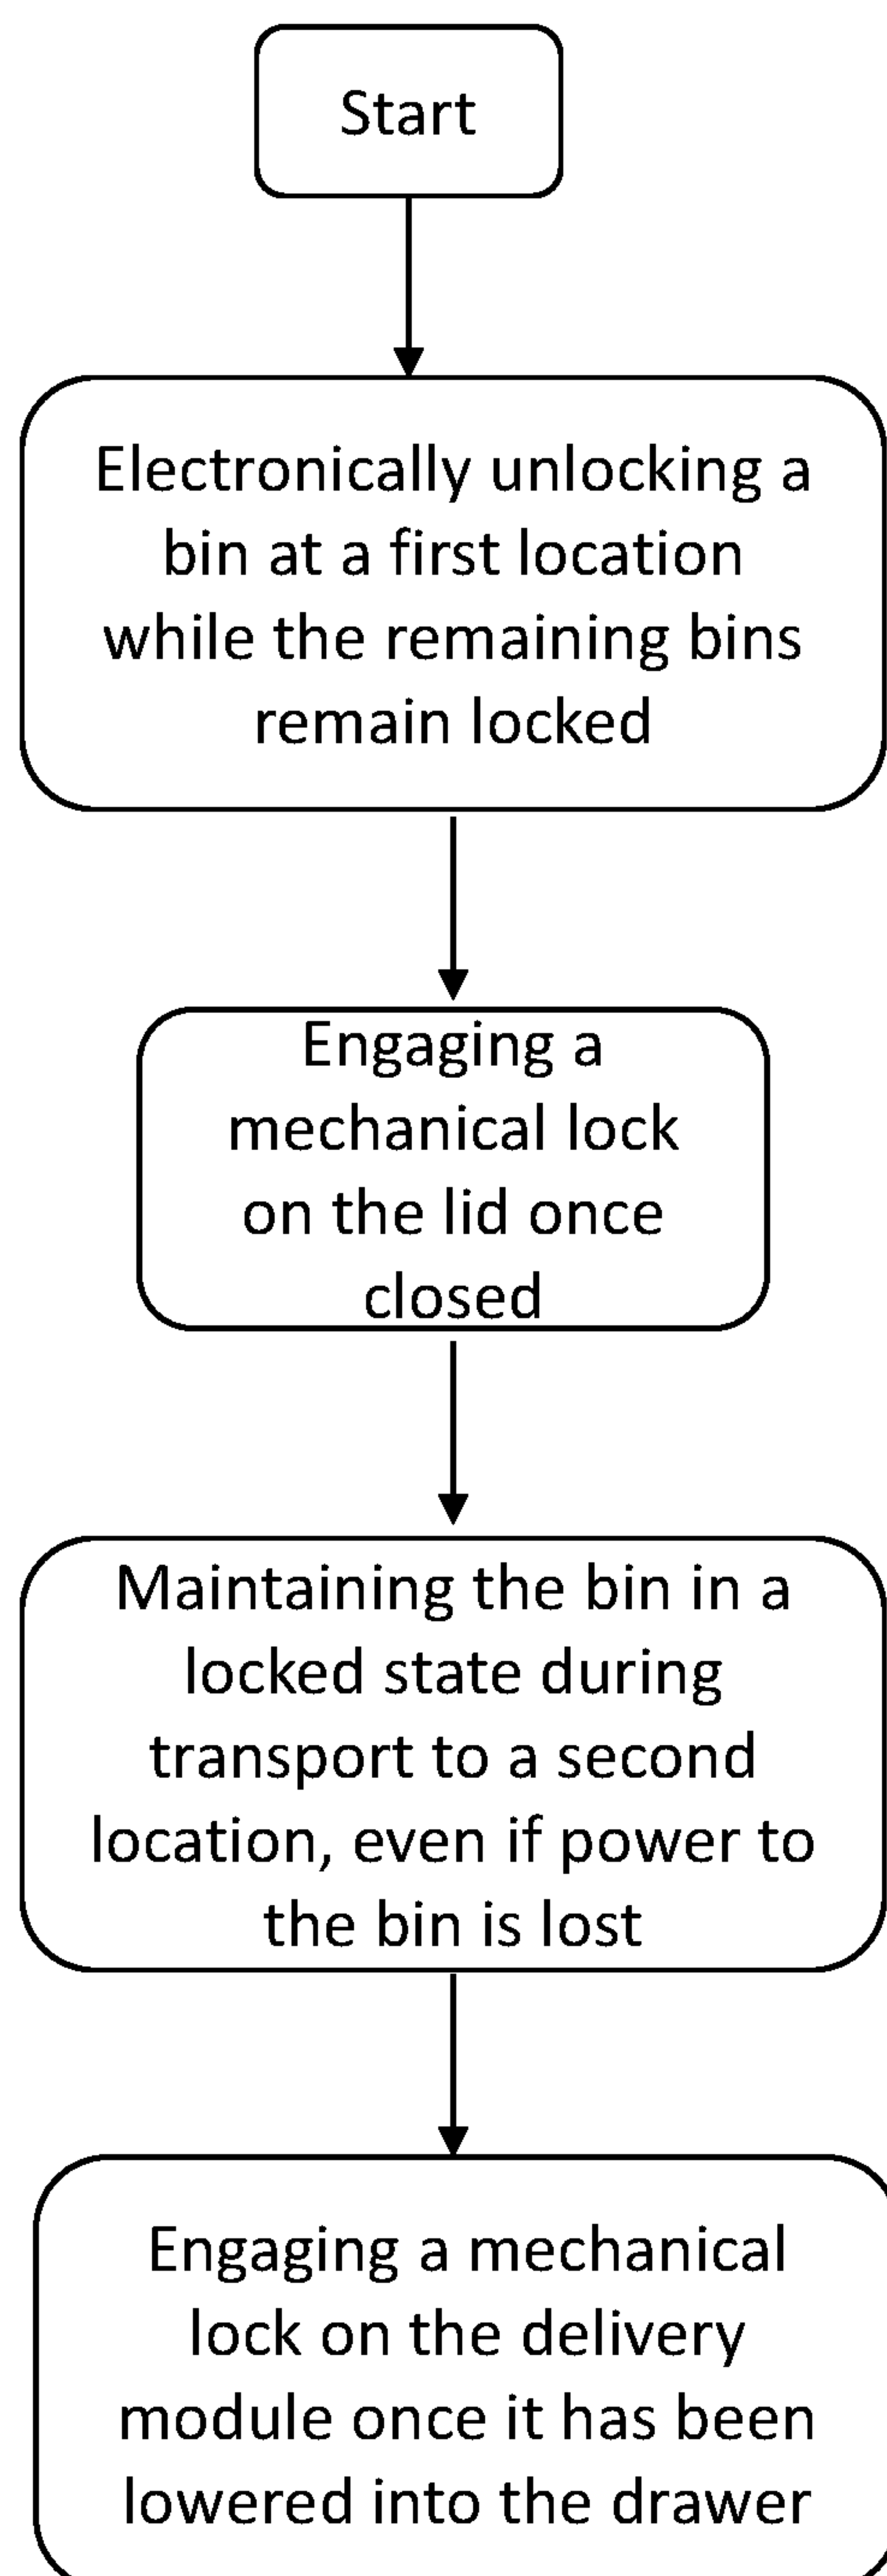 Start
Electronically unlocking a
bin at a first location
while the remaining bins
remain locked
Engaging a
mechanical lock
on the lid once
closed
Maintaining the bin in a
locked state during
transport to a second
location, even if power to
the bin is lost
Engaging a mechanical
lock on the delivery
module once it has been
lowered into the drawer